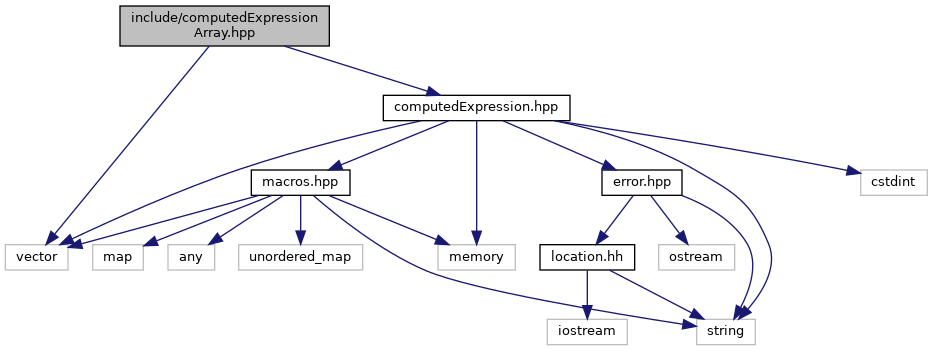 include/computedExpression
Array.hpp
computedExpression.hpp
macros.hpp
error.hpp
cstdint
vector
map
any
unordered_map
memory
location.hh
ostream
iostream
string